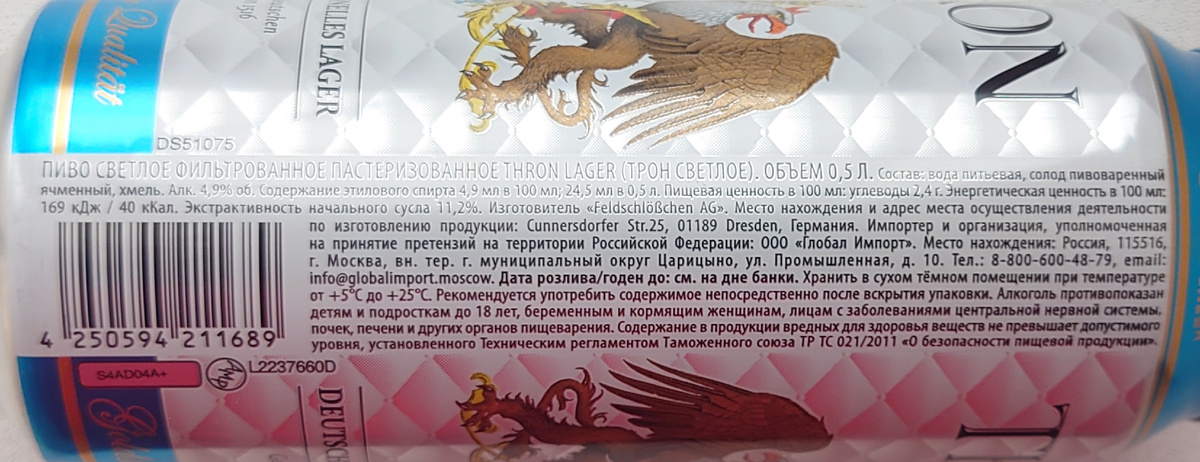 Qualität
1516
TIONELLES LAGER
ON
DS51075
ПИВО СВЕТЛОЕ ФИЛЬТРОВАННОЕ ПАСТЕРИЗОВАННОЕ THRON LAGER (ТРОН СВЕТЛОЕ). ОБЪЕМ 0,5 Л. Состав: вода питьевая, солод пивоваренный
ячменный, хмель. Алк. 4,9% об. Содержание этилового спирта 4,9 мл в 100 мл; 24,5 мл в 0,5 л. Пищевая ценность в 100 мл: углеводы 2,4 г. Энергетическая ценность в 100 мл:
169 кДж / 40 кКал. Экстрактивность начального сусла 11,2%. Изготовитель «Feldschlößchen AG». Место нахождения и адрес места осуществления деятельности
по изготовлению продукции: Cunnersdorfer Str.25, 01189 Dresden, Германия. Импортер и организация, уполномоченная
на принятие претензий на территории Российской Федерации: ООО «Глобал Импорт». Место нахождения: Россия, 115516,
г. Москва, вн. тер. г. муниципальный округ Царицыно, ул. Промышленная, д. 10. Тел.: 8-800-600-48-79, email:
info@globalimport.moscow. Дата розлива/годен до: см. на дне банки. Хранить в сухом тёмном помещении при температуре
от +5°С до +25°С. Рекомендуется употребить содержимое непосредственно после вскрытия упаковки. Алкоголь противопоказан
детям и подросткам до 18 лет, беременным и кормящим женщинам, лицам с заболеваниями центральной нервной системы,
почек, печени и других органов пищеварения. Содержание в продукции вредных для здоровья веществ не превышает допустимого
уровня, установленного Техническим регламентом Таможенного союза ТР ТС 021/2011 «О безопасности пищевой продукции».
4 250594 211689
S4AD04A+
L2237660D
DEUTSCH
T